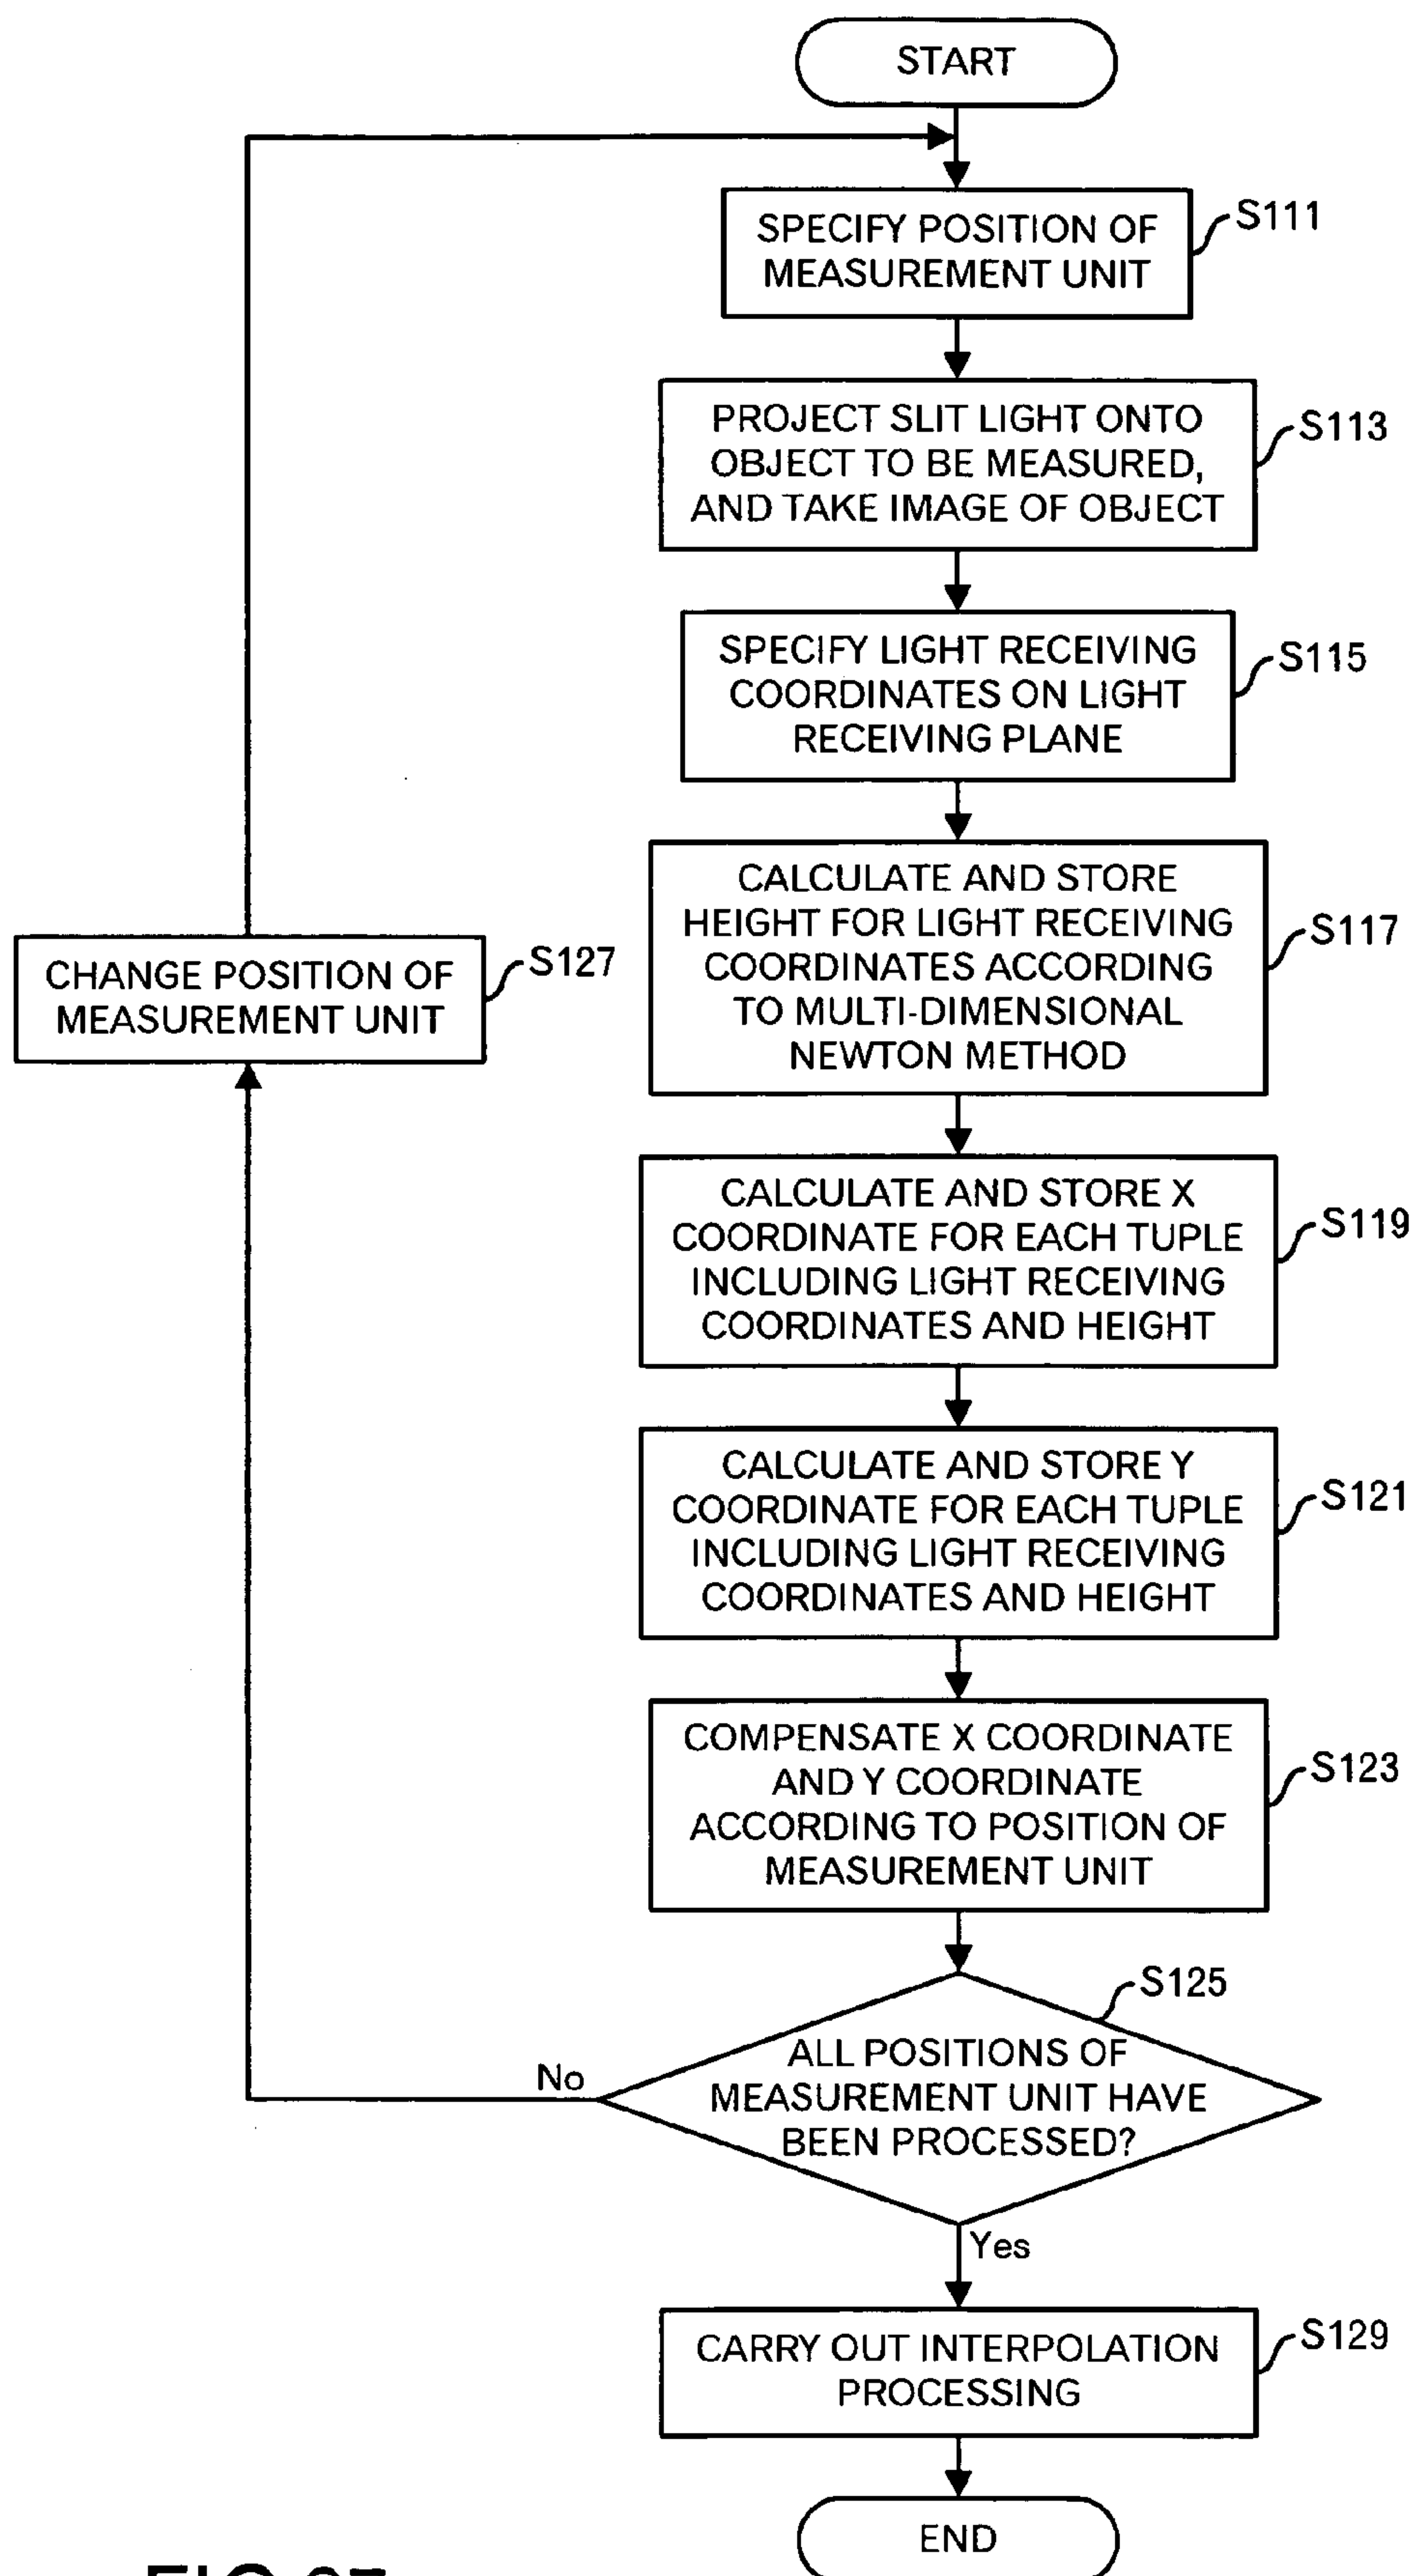 START
SPECIFY POSITION OF
MEASUREMENT UNIT
S111
PROJECT SLIT LIGHT ONTO
OBJECT TO BE MEASURED,
AND TAKE IMAGE OF OBJECT
S113
SPECIFY LIGHT RECEIVING
COORDINATES ON LIGHT
RECEIVING PLANE
S115
CALCULATE AND STORE
HEIGHT FOR LIGHT RECEIVING
COORDINATES ACCORDING
TO MULTI-DIMENSIONAL
NEWTON METHOD
S117
CHANGE POSITION OF
MEASUREMENT UNIT
S127
CALCULATE AND STORE X
COORDINATE FOR EACH TUPLE
INCLUDING LIGHT RECEIVING
COORDINATES AND HEIGHT
S119
CALCULATE AND STORE Y
COORDINATE FOR EACH TUPLE
INCLUDING LIGHT RECEIVING
COORDINATES AND HEIGHT
S121
COMPENSATE X COORDINATE
AND Y COORDINATE
ACCORDING TO POSITION OF
MEASUREMENT UNIT
S123
S125
ALL POSITIONS OF
MEASUREMENT UNIT HAVE
BEEN PROCESSED?
No
Yes
CARRY OUT INTERPOLATION
PROCESSING
S129
END